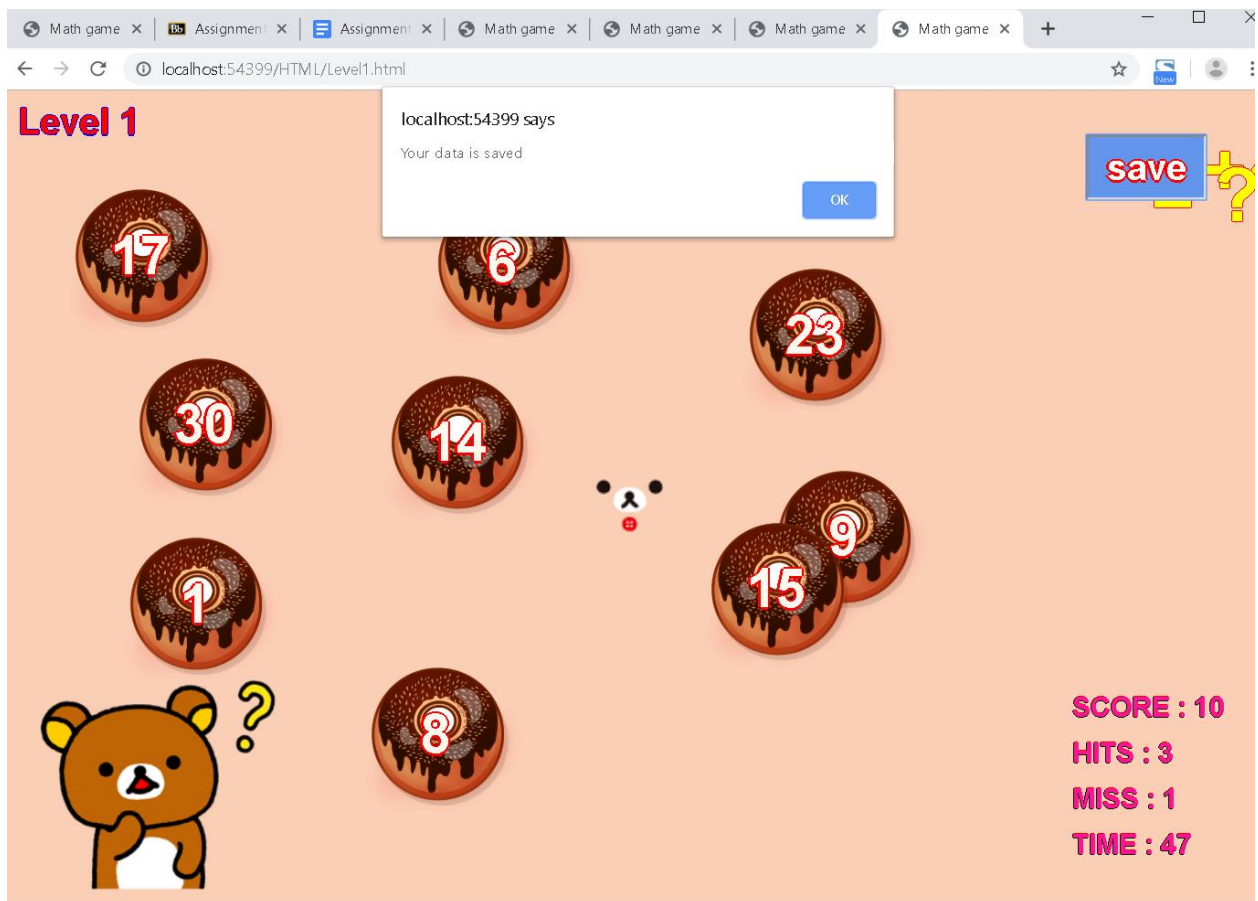 Math game
Assignment
Assignment
Math game
Math game
Math game
Math game
localhost:54399/HTML/Level1.html
New
Level 1
localhost:54399 says
Your data is saved
OK
save
?
17
6
23
30
14
9
15
1
8
?
SCORE : 10
HITS : 3
MISS : 1
TIME : 47